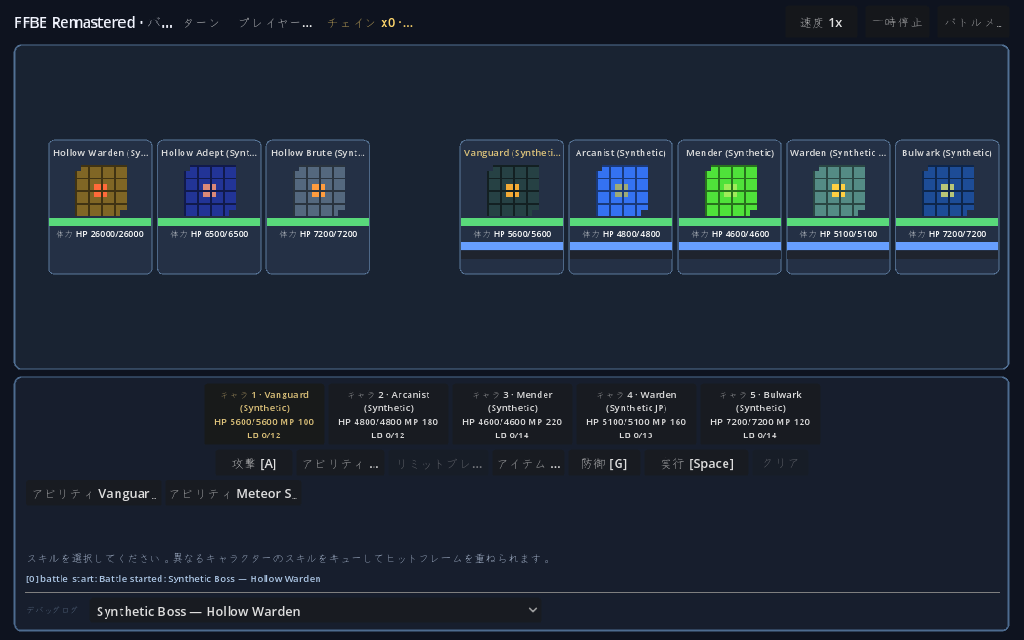 FFBE Remastered · バ... ターン プレイヤー... チェイン x0 ·... 速度 1x 一時停止 バトルメ...
Hollow Warden (Sy... Hollow Adept (Synt... Hollow Brute (Synt... Vanguard (Syntheti... Arcanist (Synthetic) Mender (Synthetic) Warden (Synthetic ... Bulwark (Synthetic)
体力 HP 26000/26000 体力 HP 6500/6500 体力 HP 7200/7200 体力 HP 5600/5600 体力 HP 4800/4800 体力 HP 4600/4600 体力 HP 5100/5100 体力 HP 7200/7200
キャラ 1 · Vanguard (Synthetic)
HP 5600/5600 MP 100
LB 0/12
キャラ 2 · Arcanist (Synthetic)
HP 4800/4800 MP 180
LB 0/12
キャラ 3 · Mender (Synthetic)
HP 4600/4600 MP 220
LB 0/14
キャラ 4 · Warden (Synthetic JP)
HP 5100/5100 MP 160
LB 0/13
キャラ 5 · Bulwark (Synthetic)
HP 7200/7200 MP 120
LB 0/14
攻撃 [A] アビリティ ... リミットブレ... アイテム ... 防御 [G] 実行 [Space] クリア
アビリティ Vanguar... アビリティ Meteor S...
スキルを選択してください。異なるキャラクターのスキルをキューしてヒットフレームを重ねられます。
[0] battle_start: Battle started: Synthetic Boss — Hollow Warden
デバッグログ Synthetic Boss — Hollow Warden